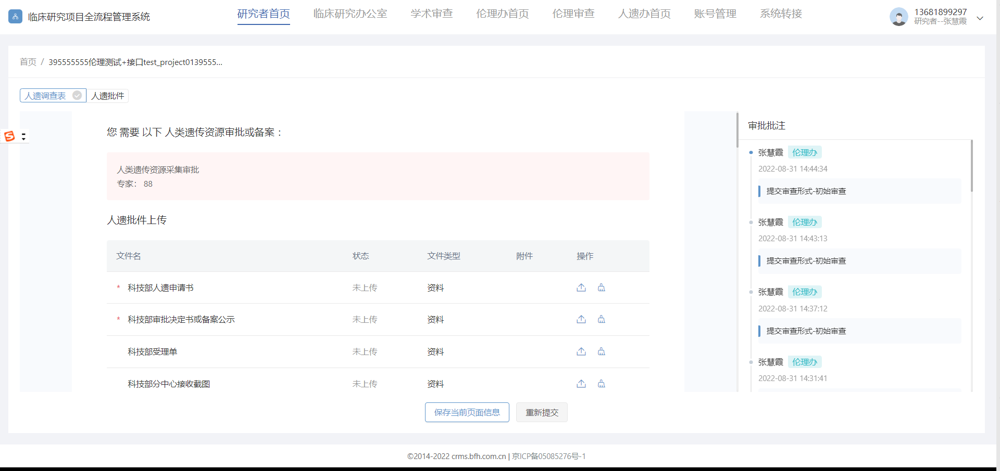 临床研究项目全流程管理系统
研究者首页 临床研究办公室 学术审查 伦理办首页 伦理审查 人遗办首页 账号管理 系统转接
13681899297
研究者--张慧霞
首页 / 395555555伦理测试+接口test_project0139555...
人遗调查表 人遗批件
您 需要 以下 人类遗传资源审批或备案：
人类遗传资源采集审批
专家： 88
人遗批件上传
文件名 状态 文件类型 附件 操作
* 科技部人遗申请书 未上传 资料
* 科技部审批决定书或备案公示 未上传 资料
科技部受理单 未上传 资料
科技部分中心接收截图 未上传 资料
审批批注
张慧霞 伦理办
2022-08-31 14:44:34
提交审查形式-初始审查
张慧霞 伦理办
2022-08-31 14:43:13
提交审查形式-初始审查
张慧霞 伦理办
2022-08-31 14:37:12
提交审查形式-初始审查
张慧霞 伦理办
2022-08-31 14:31:41
保存当前页面信息 重新提交
©2014-2022 crms.bfh.com.cn | 京ICP备05085276号-1